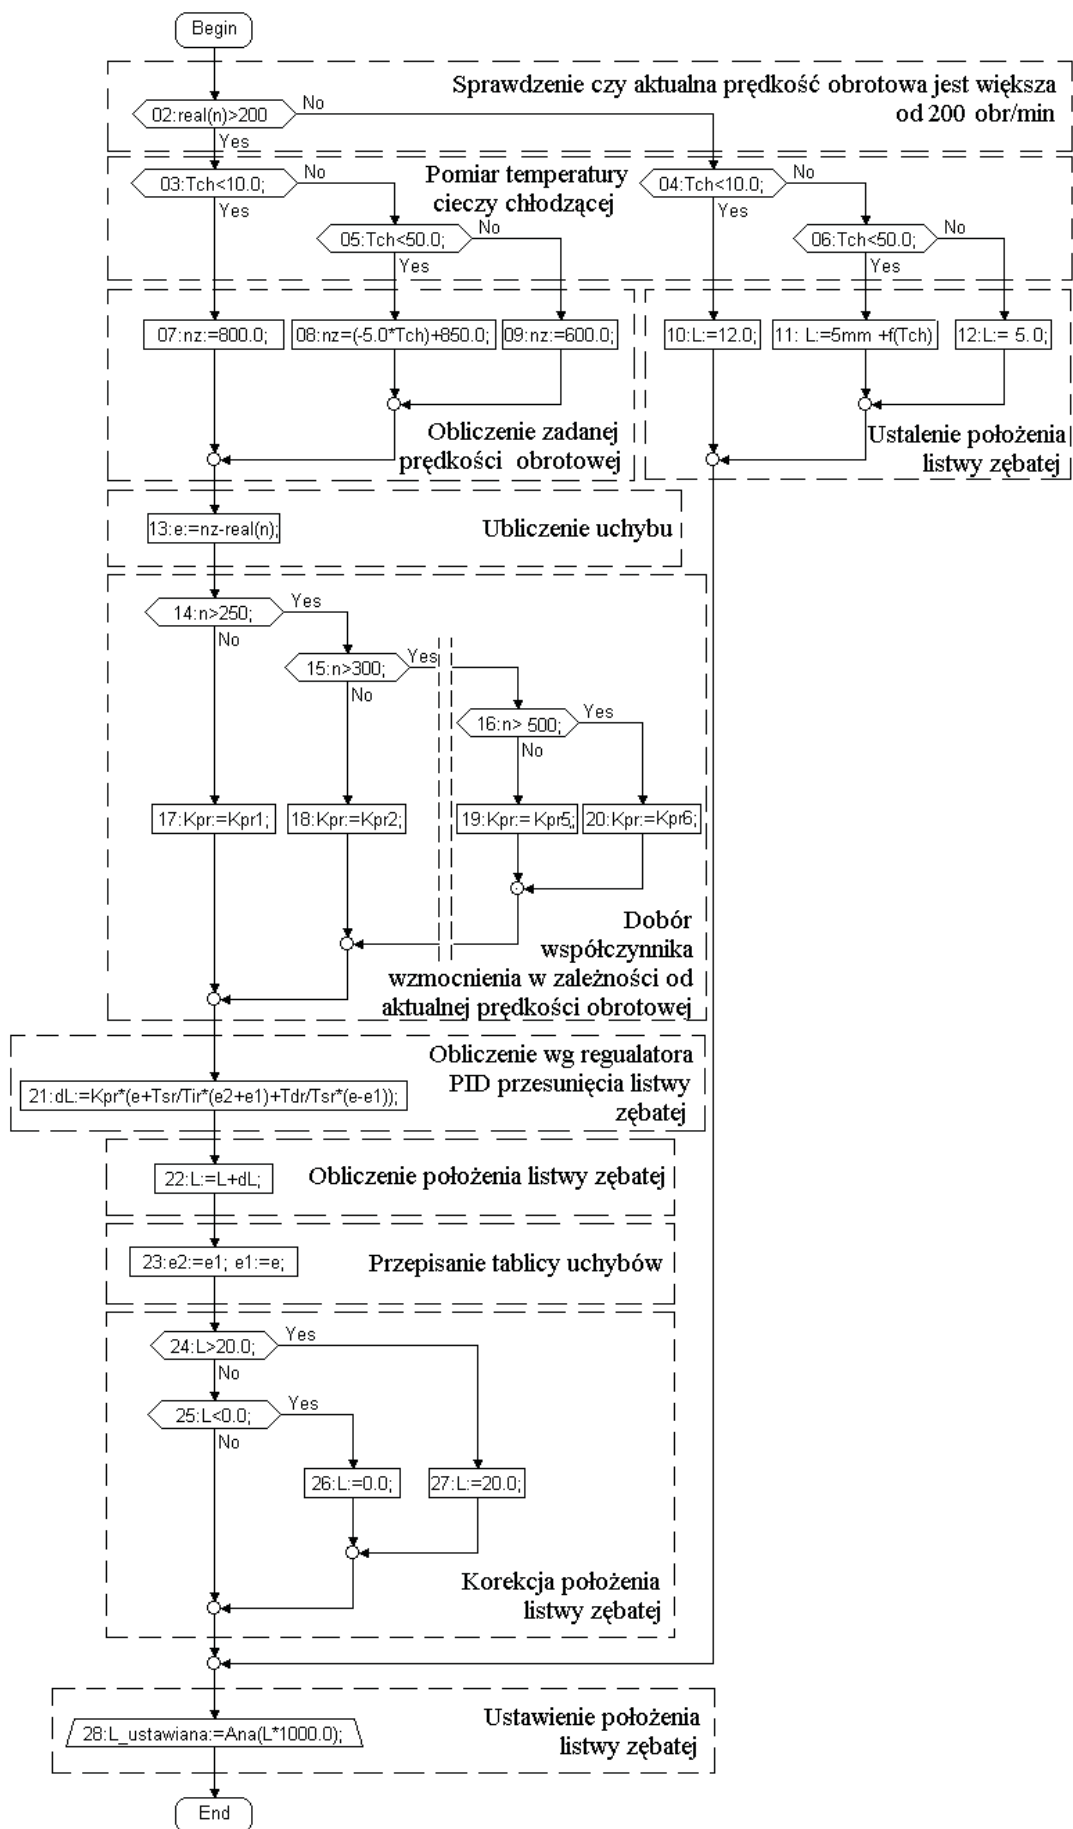 Begin
Sprawdzenie czy aktualna prędkość obrotowa jest większa
od 200 obr/min
02:real(n)>200
No
Yes
Pomiar temperatury
cieczy chłodzącej
03:Tch<10.0;
No
Yes
04:Tch<10.0;
No
Yes
05:Tch<50.0;
No
Yes
06:Tch<50.0;
No
Yes
07:nz:=800.0;
08:nz=(-5.0*Tch)+850.0;
09:nz:=600.0;
10:L:=12.0;
11: L:=5mm +f(Tch)
12:L:= 5.0;
Obliczenie zadanej
prędkości obrotowej
Ustalenie położenia
listwy zębatej
13:e:=nz-real(n);
Ubliczenie uchybu
14:n>250;
Yes
No
15:n>300;
Yes
No
16:n> 500;
Yes
No
17:Kpr:=Kpr1;
18:Kpr:=Kpr2;
19:Kpr:= Kpr5;
20:Kpr:=Kpr6;
Dobór
współczynnika
wzmocnienia w zależności od
aktualnej prędkości obrotowej
Obliczenie wg regualatora
PID przesunięcia listwy
zębatej
21:dL:=Kpr*(e+Tsr/Tir*(e2+e1)+Tdr/Tsr*(e-e1));
22:L:=L+dL;
Obliczenie położenia listwy zębatej
23:e2:=e1; e1:=e;
Przepisanie tablicy uchybów
24:L>20.0;
Yes
No
25:L<0.0;
Yes
No
26:L:=0.0;
27:L:=20.0;
Korekcja położenia
listwy zębatej
Ustawienie położenia
listwy zębatej
28:L_ustawiana:=Ana(L*1000.0);
End